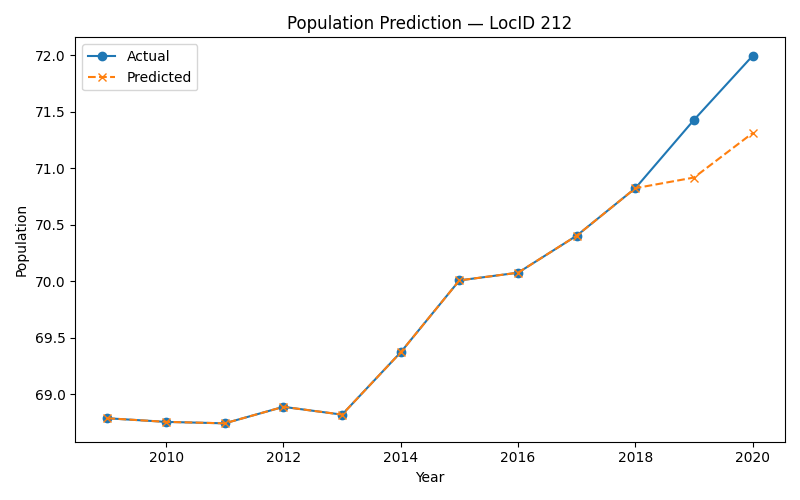 Population Prediction — LocID 212
Actual
Predicted
Population
72.0
71.5
71.0
70.5
70.0
69.5
69.0
2010
2012
2014
2016
2018
2020
Year